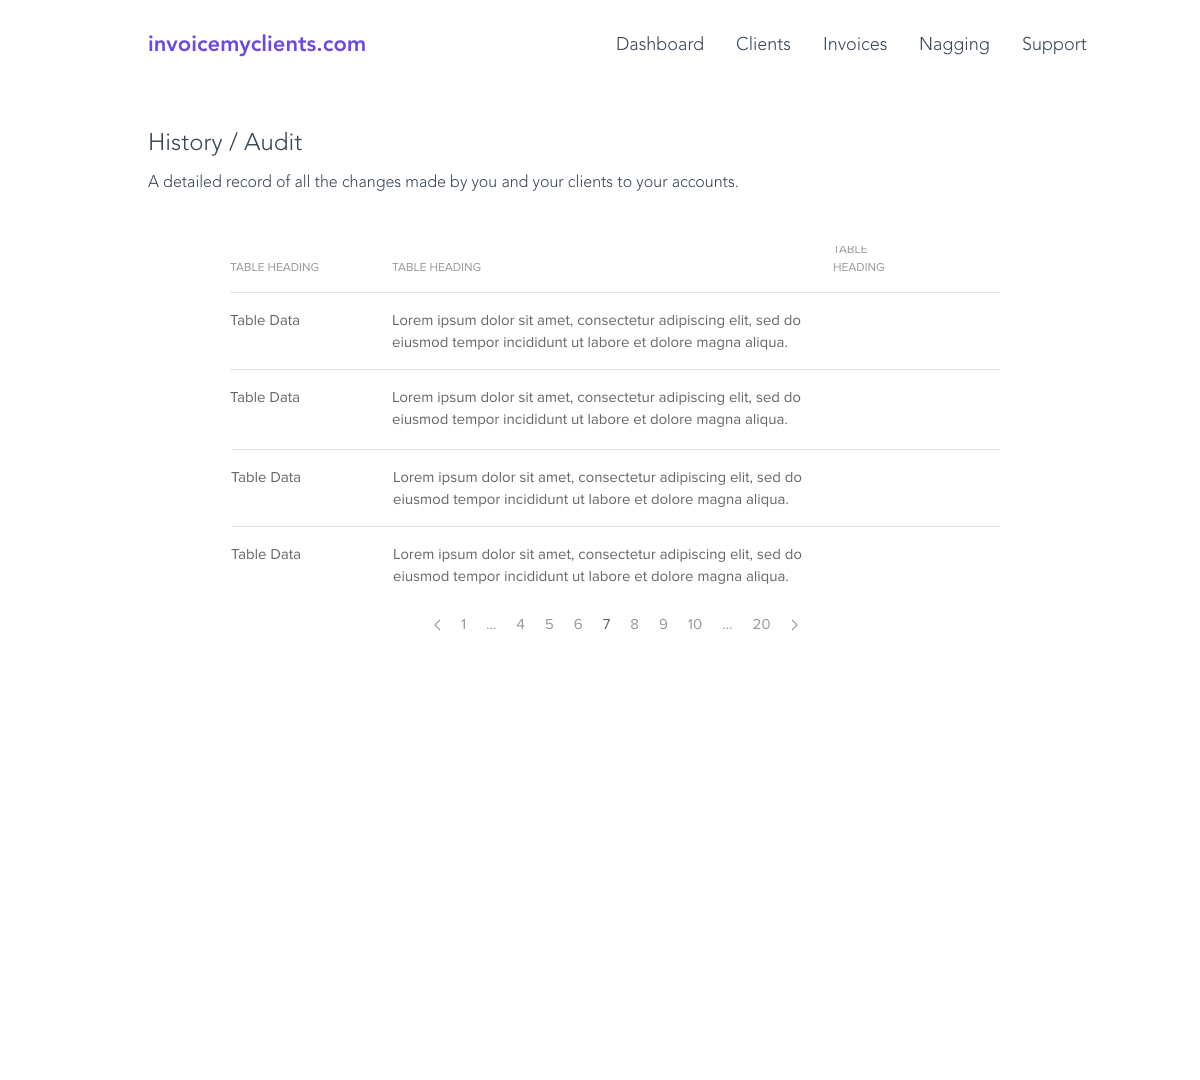 invoicemyclients.com Dashboard Clients Invoices Nagging Support
History / Audit
A detailed record of all the changes made by you and your clients to your accounts.
TABLE
TABLE HEADING TABLE HEADING HEADING
Table Data Lorem ipsum dolor sit amet, consectetur adipiscing elit, sed do
eiusmod tempor incididunt ut labore et dolore magna aliqua.
Table Data Lorem ipsum dolor sit amet, consectetur adipiscing elit, sed do
eiusmod tempor incididunt ut labore et dolore magna aliqua.
Table Data Lorem ipsum dolor sit amet, consectetur adipiscing elit, sed do
eiusmod tempor incididunt ut labore et dolore magna aliqua.
Table Data Lorem ipsum dolor sit amet, consectetur adipiscing elit, sed do
eiusmod tempor incididunt ut labore et dolore magna aliqua.
< 1 ... 4 5 6 7 8 9 10 ... 20 >